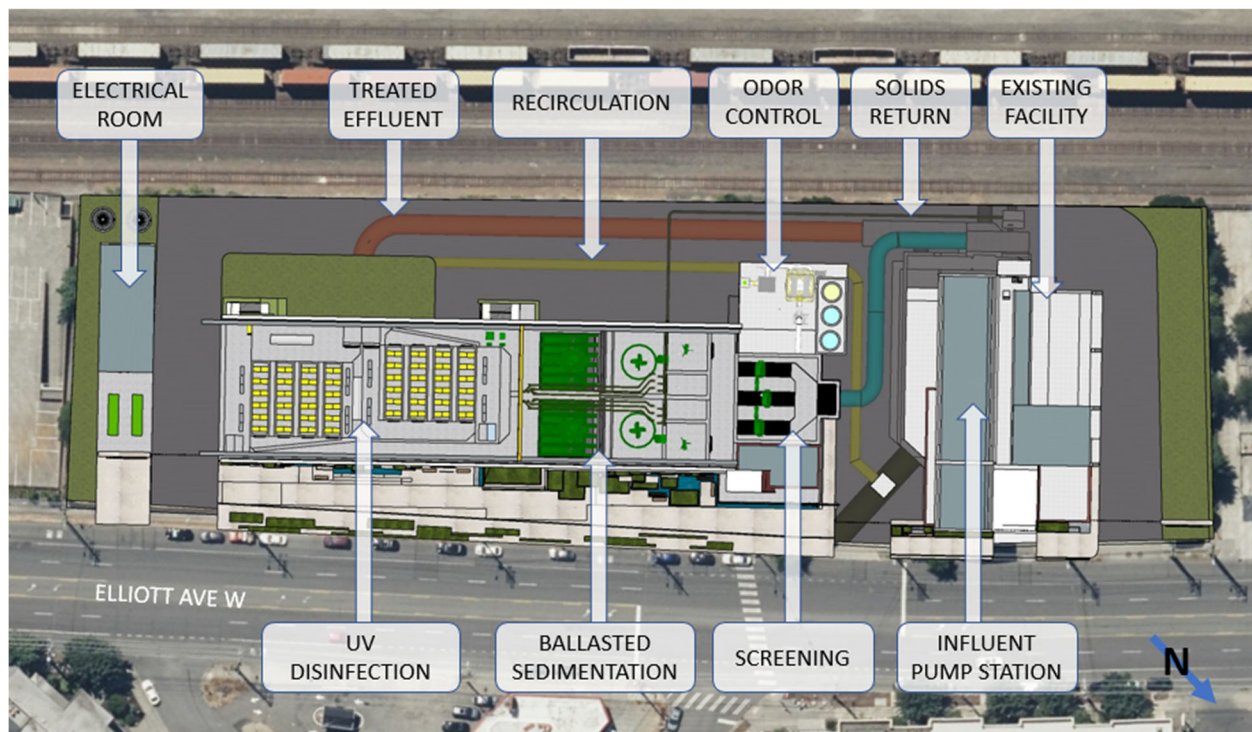 ELECTRICAL
ROOM
TREATED
EFFLUENT
RECIRCULATION
ODOR
CONTROL
SOLIDS
RETURN
EXISTING
FACILITY
ELLIOTT AVE W
UV
DISINFECTION
BALLASTED
SEDIMENTATION
SCREENING
INFLUENT
PUMP STATION
N